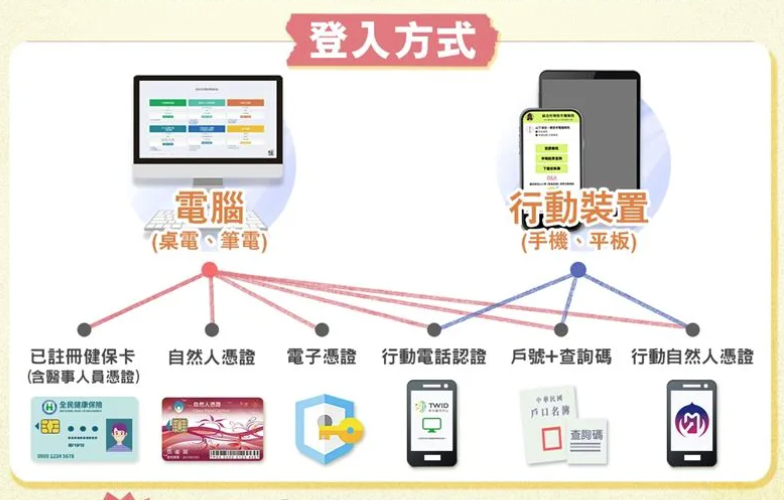 登入方式
電腦
(桌電、筆電)
行動裝置
(手機、平板)
已註冊健保卡
(含醫事人員憑證)
自然人憑證
電子憑證
行動電話認證
戶號+查詢碼
行動自然人憑證
全民健康保險
0000 1234 5678
自然人憑證
TWID
中華民國
戶口名簿
查詢碼